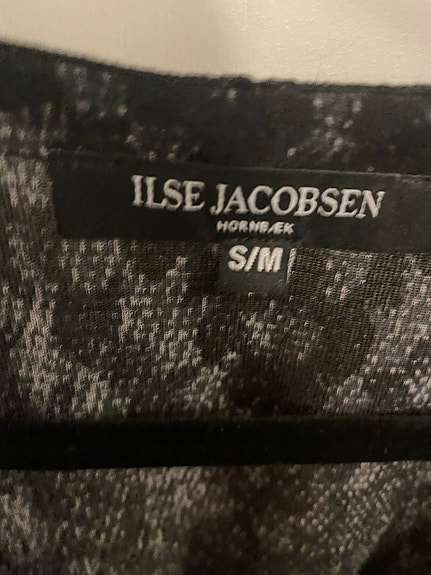 ILSE JACOBSEN
HORNBÆK
S/M